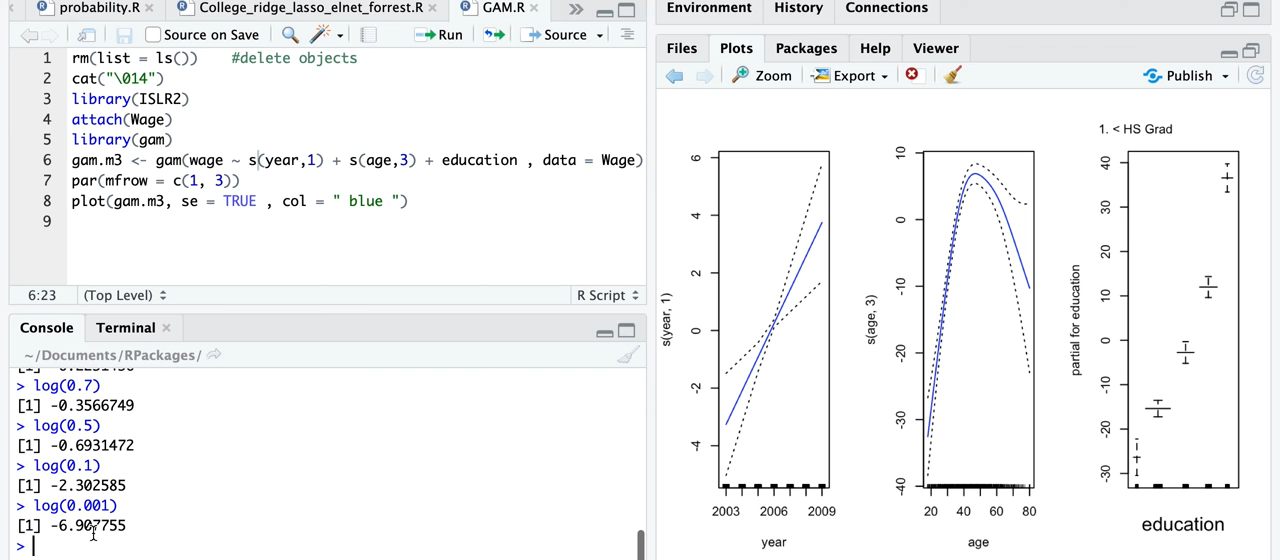 probability.R
College_ridge_lasso_elnet_forrest.R
GAM.R
Source on Save
Run
Source
1 rm(list = ls()) #delete objects
2 cat("\014")
3 library(ISLR2)
4 attach(Wage)
5 library(gam)
6 gam.m3 <- gam(wage ~ s(year,1) + s(age,3) + education , data = Wage)
7 par(mfrow = c(1, 3))
8 plot(gam.m3, se = TRUE , col = " blue ")
9
6:23 (Top Level) R Script
Console Terminal
~/Documents/RPackages/
> log(0.7)
[1] -0.3566749
> log(0.5)
[1] -0.6931472
> log(0.1)
[1] -2.302585
> log(0.001)
[1] -6.907755
>
Environment History Connections
Files Plots Packages Help Viewer
Zoom Export Publish
s(year, 1)
6
4
2
0
-2
-4
2003 2006 2009
year
s(age, 3)
10
0
-10
-20
-30
-40
20 40 60 80
age
1. < HS Grad
partial for education
40
30
20
10
0
-10
-20
-30
education